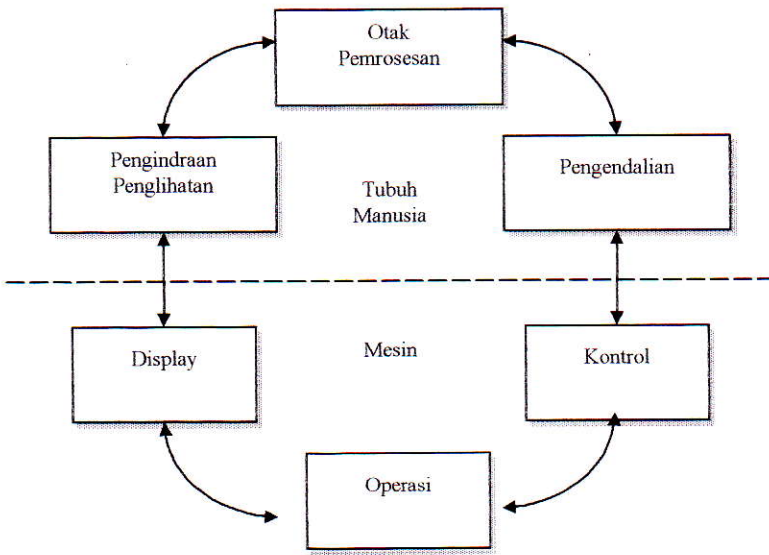 Otak
Pemrosesan
Pengindraan
Penglihatan
Tubuh
Manusia
Pengendalian
Display
Mesin
Kontrol
Operasi